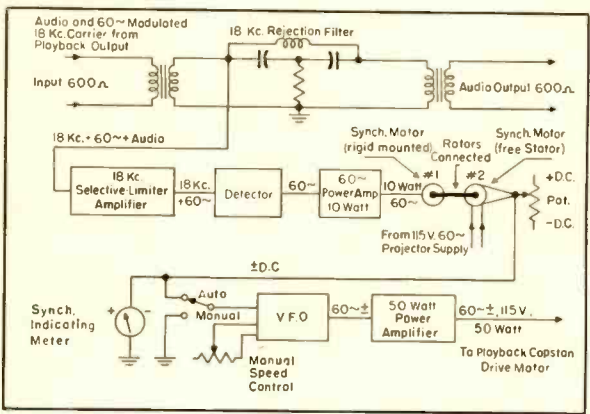 Audio and 60~ Modulated
18 Kc. Carrier from
Playback Output
18 Kc. Rejection Filter
Input 600Ω
Audio Output 600Ω
18 Kc. + 60~ + Audio
Synch. Motor
(rigid mounted)
Rotors
Connected
Synch. Motor
(free Stator)
18 Kc.
Selective-Limiter
Amplifier
18 Kc.
+60~
Detector
60~
60~
Power Amp
10 Watt
10 Watt
60~
#1
#2
+D.C.
Pot.
-D.C.
From 115 V. 60~
Projector Supply
±D.C
Synch.
Indicating
Meter
+
-
Auto
Manual
V F.O
60~±
50 Watt
Power
Amplifier
60~±, 115 V.
50 Watt
Manual
Speed
Control
To Playback Capstan
Drive Motor